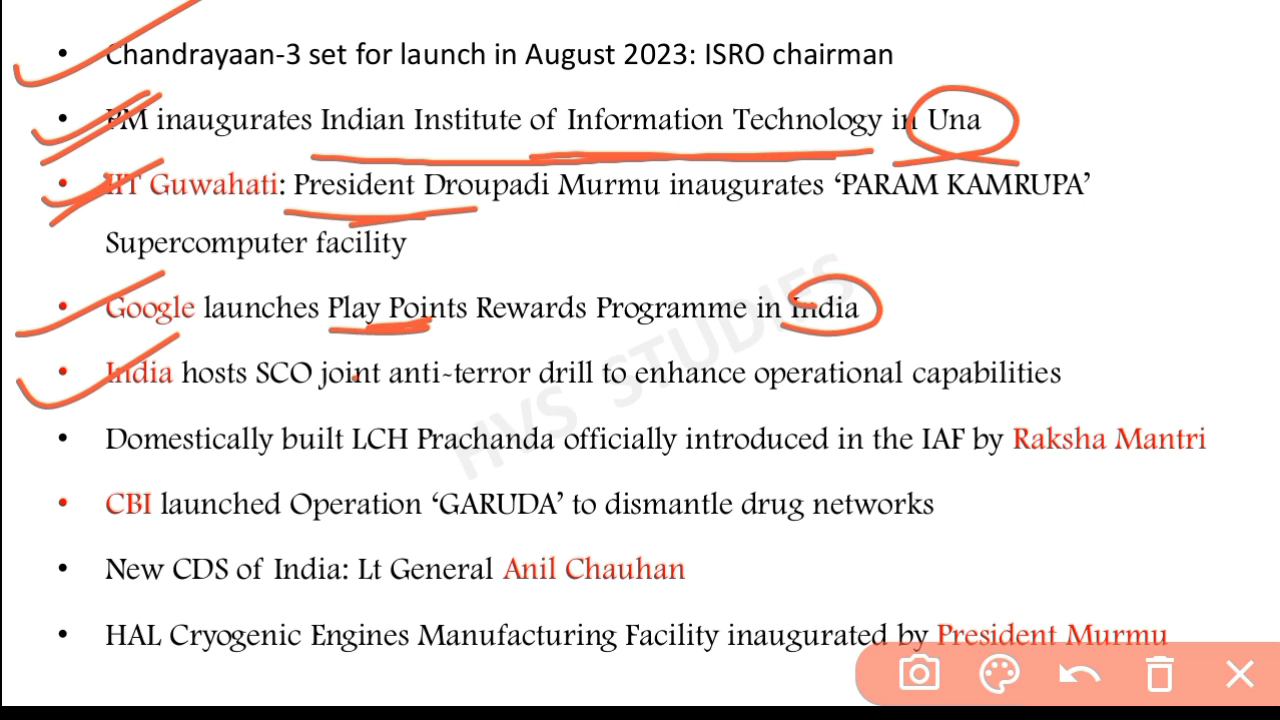 • Chandrayaan-3 set for launch in August 2023: ISRO chairman
• PM inaugurates Indian Institute of Information Technology in Una
• IIT Guwahati: President Droupadi Murmu inaugurates ‘PARAM KAMRUPA’
Supercomputer facility
• Google launches Play Points Rewards Programme in India
• India hosts SCO joint anti-terror drill to enhance operational capabilities
• Domestically built LCH Prachanda officially introduced in the IAF by Raksha Mantri
• CBI launched Operation ‘GARUDA’ to dismantle drug networks
• New CDS of India: Lt General Anil Chauhan
• HAL Cryogenic Engines Manufacturing Facility inaugurated by President Murmu
HVS STUDIES